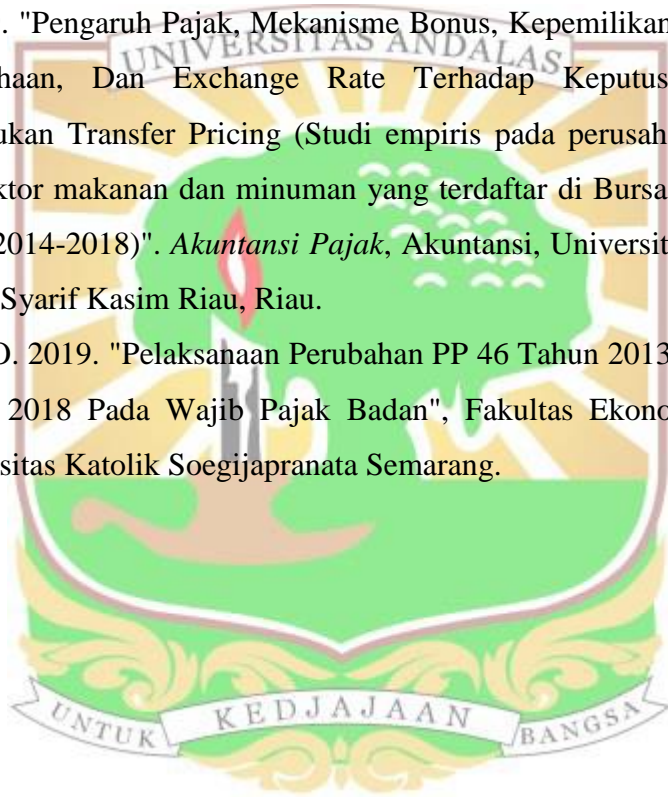 . "Pengaruh Pajak, Mekanisme Bonus, Kepemilikan
UNIVERSITAS ANDALAS
haan, Dan Exchange Rate Terhadap Keputus
ukan Transfer Pricing (Studi empiris pada perusah
ktor makanan dan minuman yang terdaftar di Bursa
2014-2018)". Akuntansi Pajak, Akuntansi, Universit
Syarif Kasim Riau, Riau.
D. 2019. "Pelaksanaan Perubahan PP 46 Tahun 2013
2018 Pada Wajib Pajak Badan", Fakultas Ekono
sitas Katolik Soegijapranata Semarang.
UNTUK KEDJAJAAN BANGSA